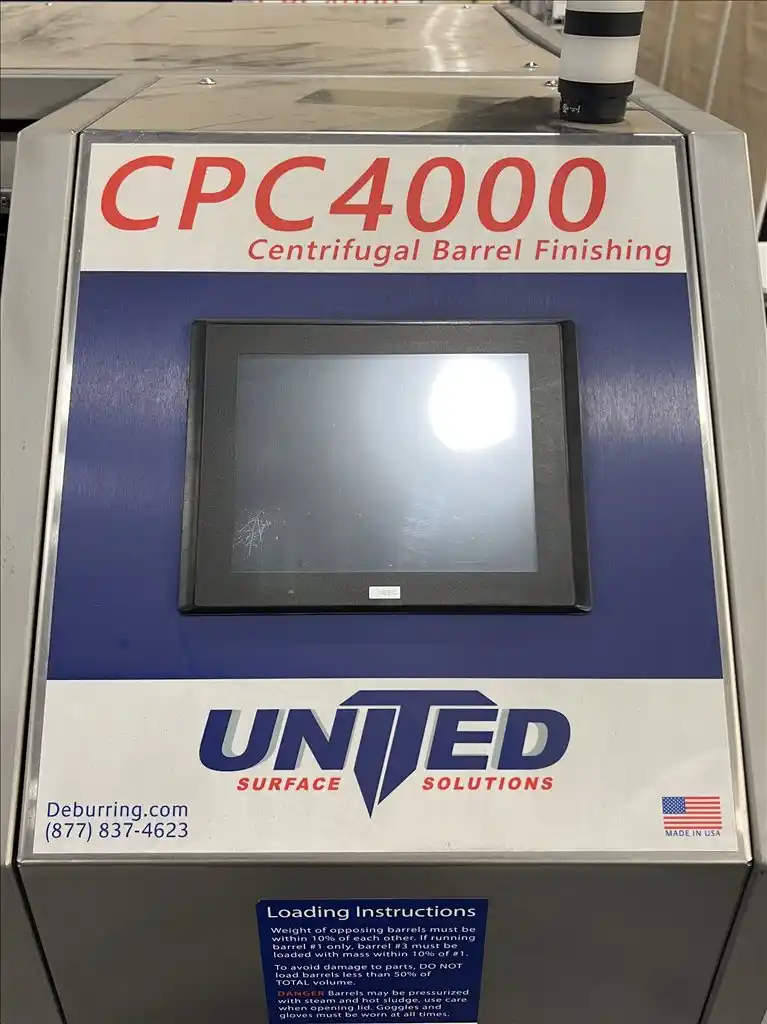 CPC4000
Centrifugal Barrel Finishing
UNITED
SURFACE SOLUTIONS
Deburring.com
(877) 837-4623
MADE IN USA
Loading Instructions
Weight of opposing barrels must be
within 10% of each other. If running
barrel #1 only, barrel #3 must be
loaded with mass within 10% of #1.
To avoid damage to parts, DO NOT
load barrels less than 50% of
TOTAL volume.
DANGER Barrels may be pressurized
with steam and hot sludge, use care
when opening lid. Goggles and
gloves must be worn at all times.